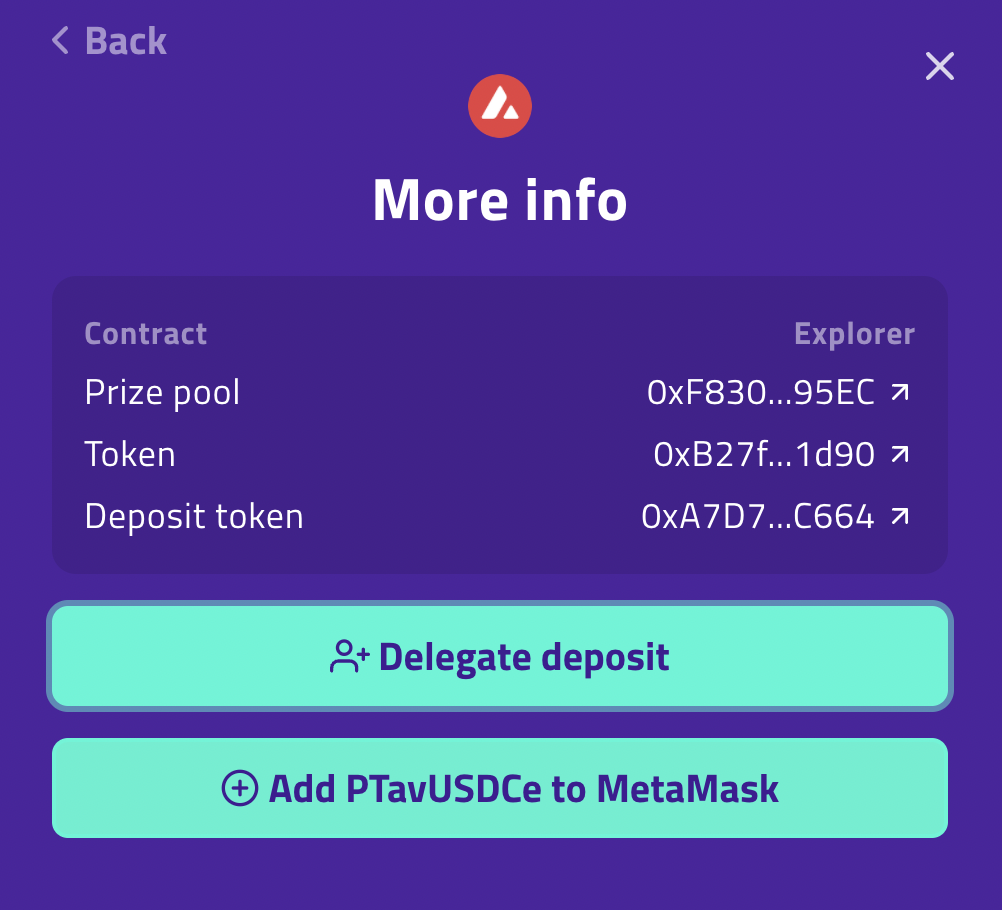 Back
More info
Contract Explorer
Prize pool 0xF830...95EC
Token 0xB27f...1d90
Deposit token 0xA7D7...C664
Delegate deposit
Add PTavUSDCe to MetaMask